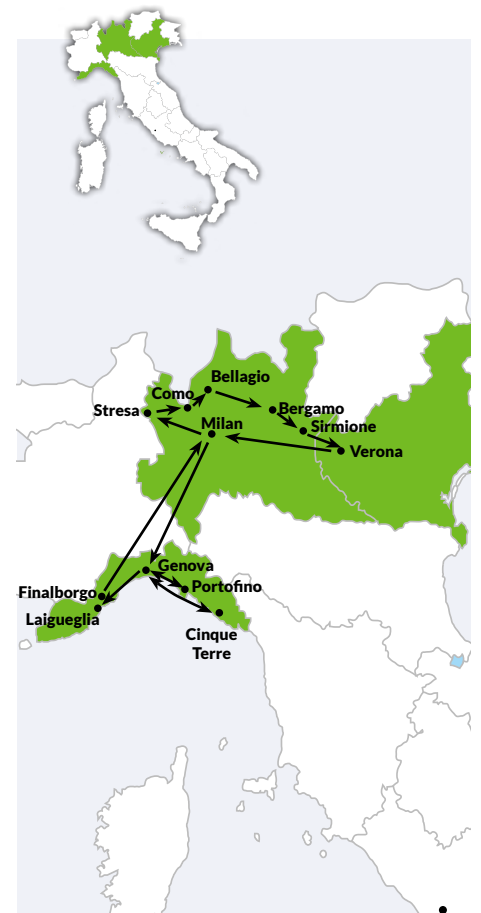 Bellagio
Como
Stresa
Bergamo
Milan
Sirmione
Verona
Genova
Portofino
Finalborgo
Laigueglia
Cinque
Terre